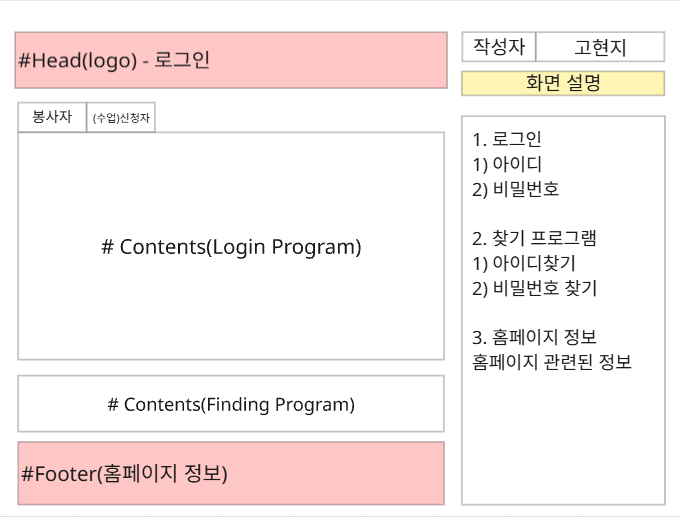 #Head(logo) - 로그인
작성자 고현지
화면 설명
봉사자 (수업)신청자
# Contents(Login Program)
# Contents(Finding Program)
#Footer(홈페이지 정보)
1. 로그인
1) 아이디
2) 비밀번호
2. 찾기 프로그램
1) 아이디찾기
2) 비밀번호 찾기
3. 홈페이지 정보
홈페이지 관련된 정보